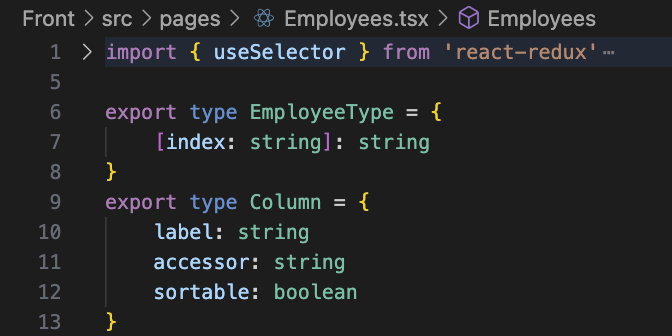 Front > src > pages > Employees.tsx > Employees
1 > import { useSelector } from 'react-redux'…
5
6 export type EmployeeType = {
7 [index: string]: string
8 }
9 export type Column = {
10 label: string
11 accessor: string
12 sortable: boolean
13 }